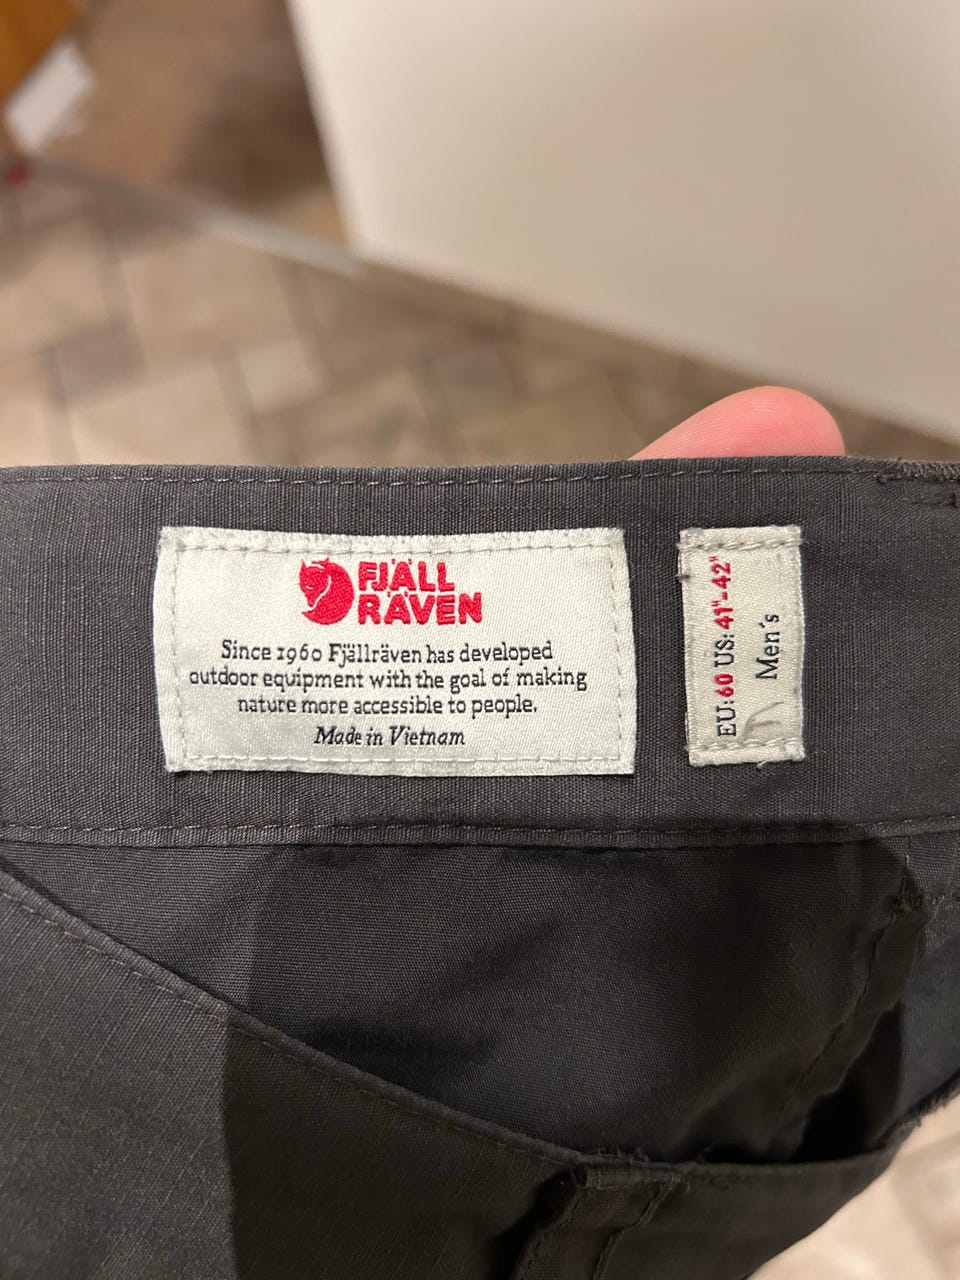 FJÄLL
RÄVEN
Since 1960 Fjällräven has developed
outdoor equipment with the goal of making
nature more accessible to people.
Made in Vietnam
EU: 60 US: 41"-42"
Men´s